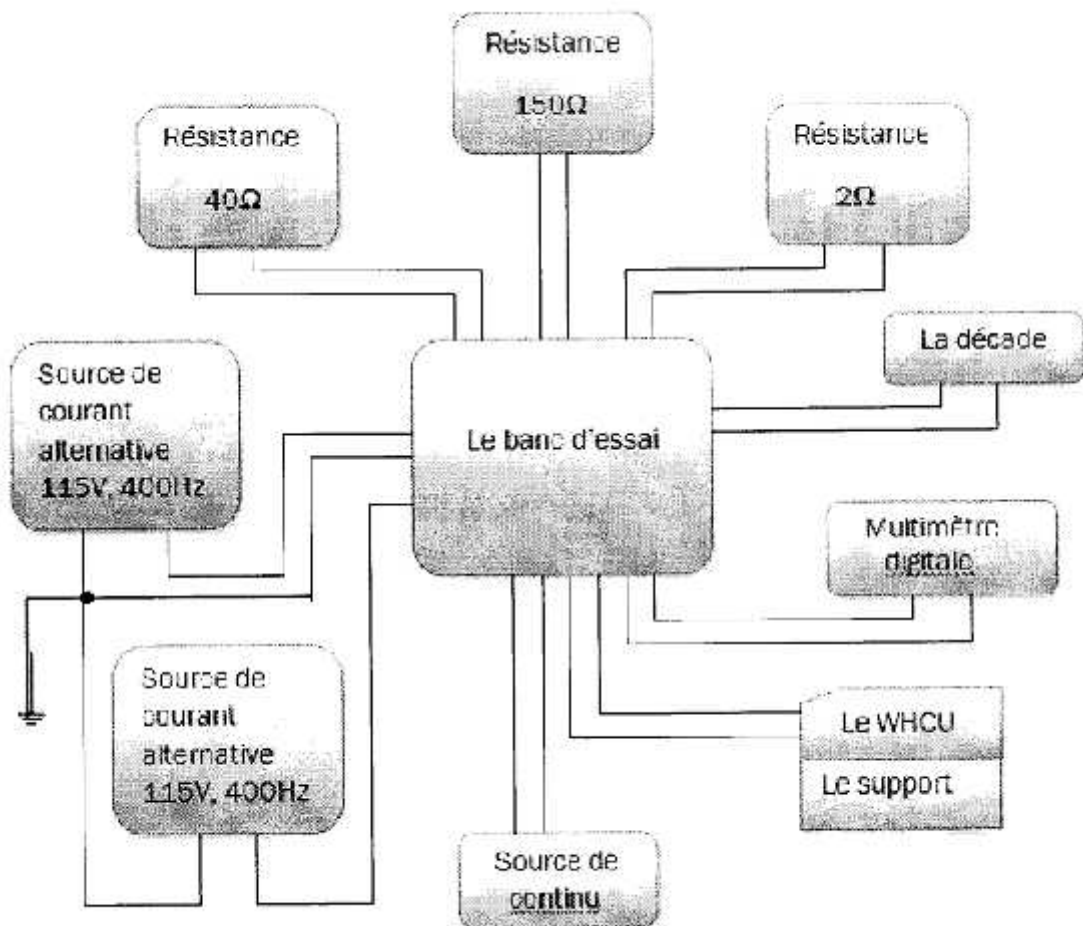 Résistance
150Ω
Résistance
40Ω
Résistance
2Ω
La décade
Source de
courant
alternative
115V, 400Hz
Le banc d'essai
Multimètre
digitale
Source de
courant
alternative
115V, 400Hz
Le WHCU
Le support
Source de
continu